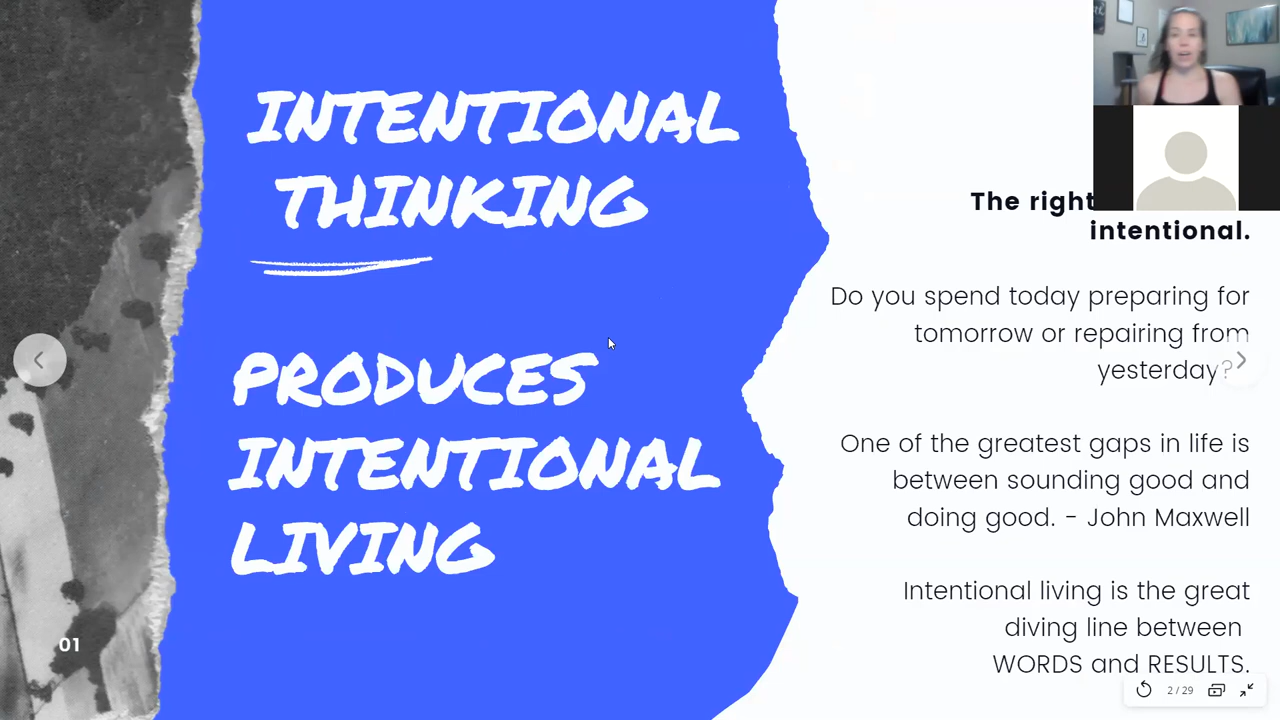 INTENTIONAL
THINKING
PRODUCES
INTENTIONAL
LIVING
The right
intentional.
Do you spend today preparing for
tomorrow or repairing from
yesterday?
One of the greatest gaps in life is
between sounding good and
doing good. - John Maxwell
Intentional living is the great
diving line between
WORDS and RESULTS.
01
2 / 29